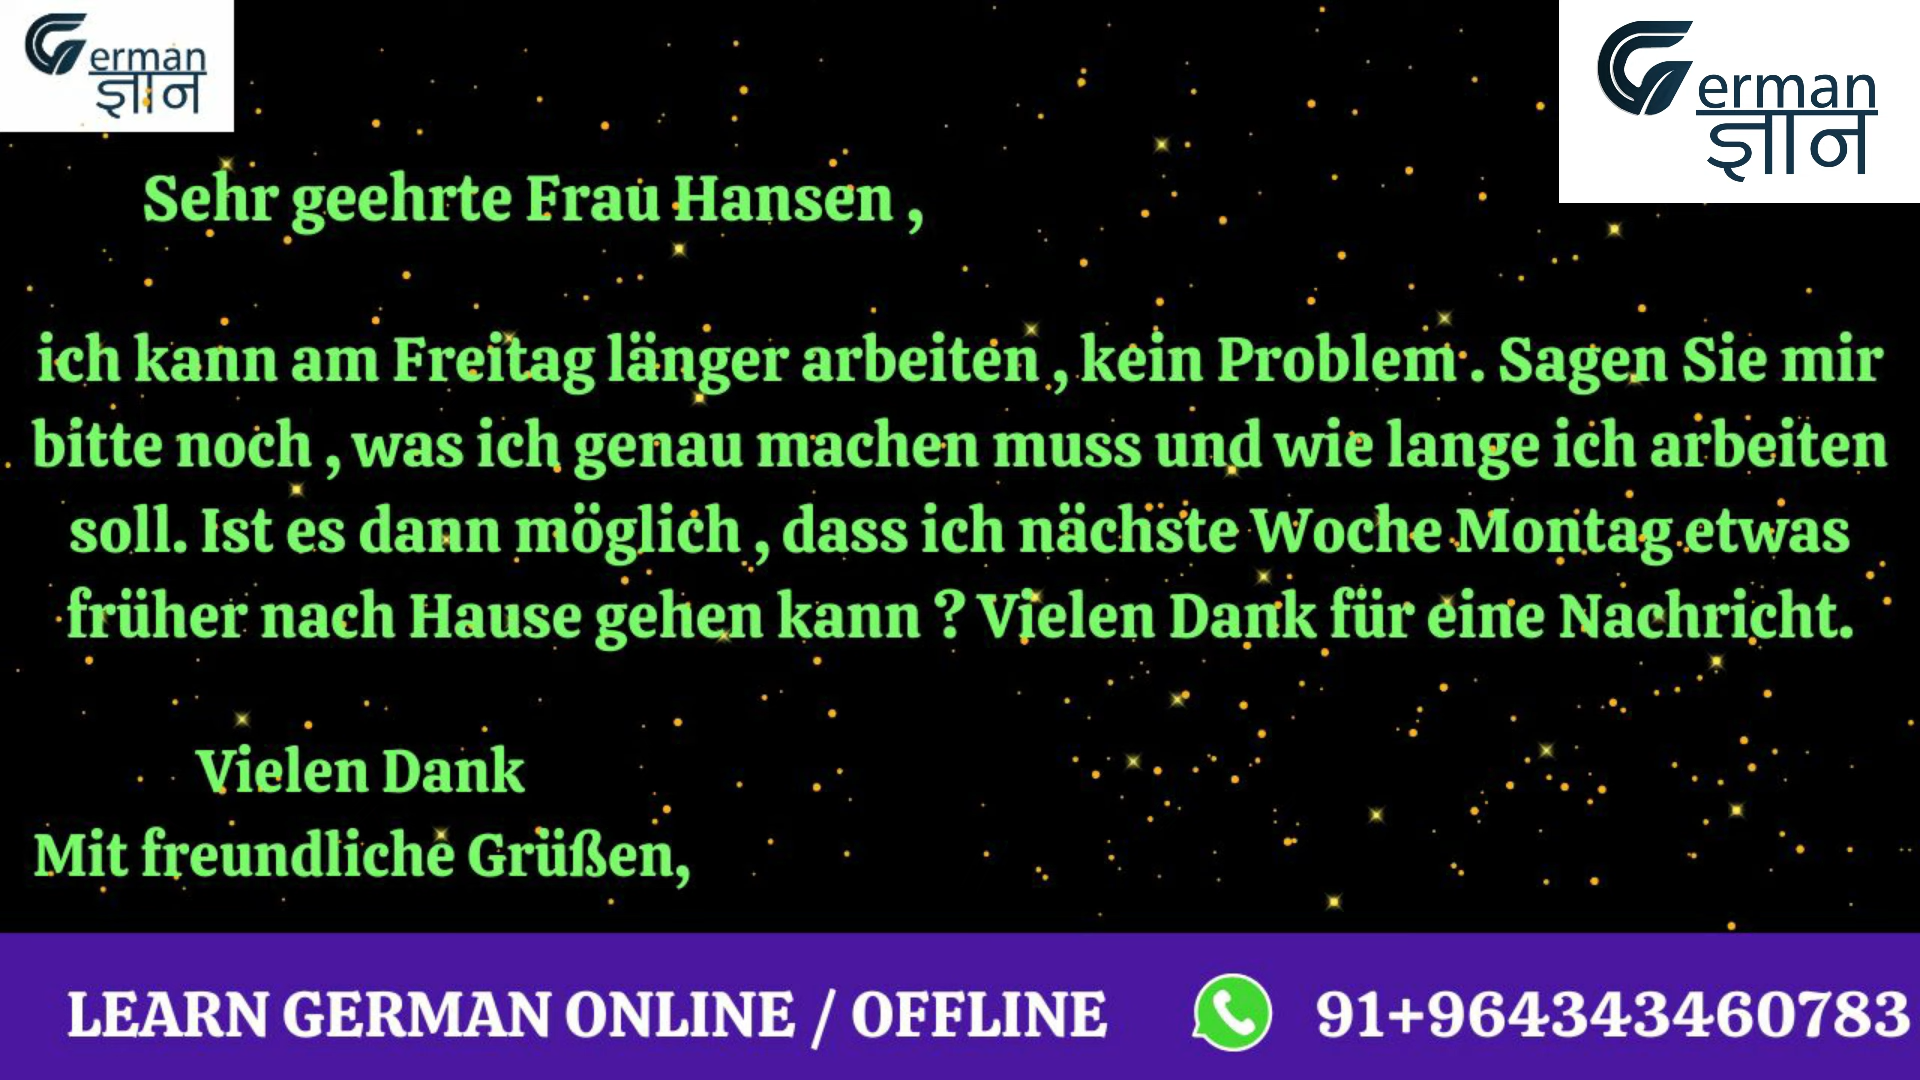 German
ज्ञान
German
ज्ञान
Sehr geehrte Frau Hansen ,
ich kann am Freitag länger arbeiten , kein Problem . Sagen Sie mir
bitte noch , was ich genau machen muss und wie lange ich arbeiten
soll. Ist es dann möglich , dass ich nächste Woche Montag etwas
früher nach Hause gehen kann ? Vielen Dank für eine Nachricht.
Vielen Dank
Mit freundliche Grüßen,
LEARN GERMAN ONLINE / OFFLINE 91+964343460783